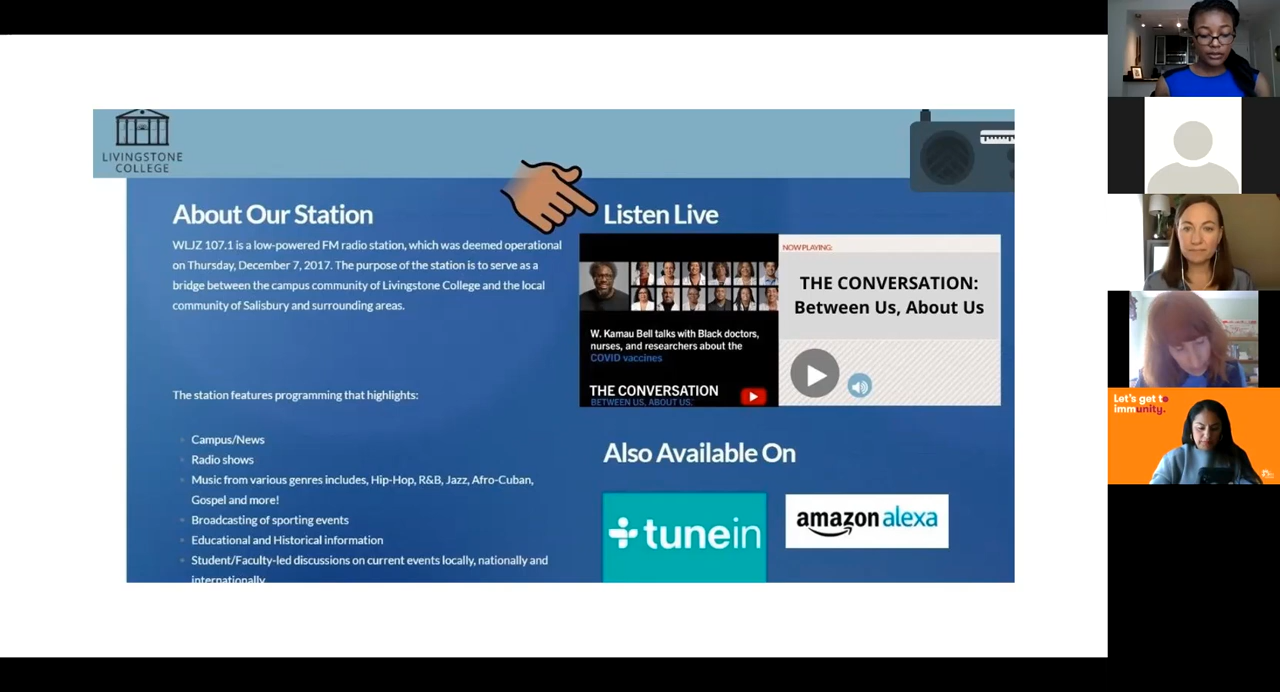 LIVINGSTONE
COLLEGE
About Our Station
WLJZ 107.1 is a low-powered FM radio station, which was deemed operational
on Thursday, December 7, 2017. The purpose of the station is to serve as a
bridge between the campus community of Livingstone College and the local
community of Salisbury and surrounding areas.
The station features programming that highlights:
Campus/News
Radio shows
Music from various genres includes, Hip-Hop, R&B, Jazz, Afro-Cuban,
Gospel and more!
Broadcasting of sporting events
Educational and Historical information
Student/Faculty-led discussions on current events locally, nationally and
internationally
Listen Live
W. Kamau Bell talks with Black doctors,
nurses, and researchers about the
COVID vaccines
THE CONVERSATION
BETWEEN US, ABOUT US.
NOW PLAYING:
THE CONVERSATION:
Between Us, About Us
Also Available On
tunein
amazon alexa
Let's get to
immunity.